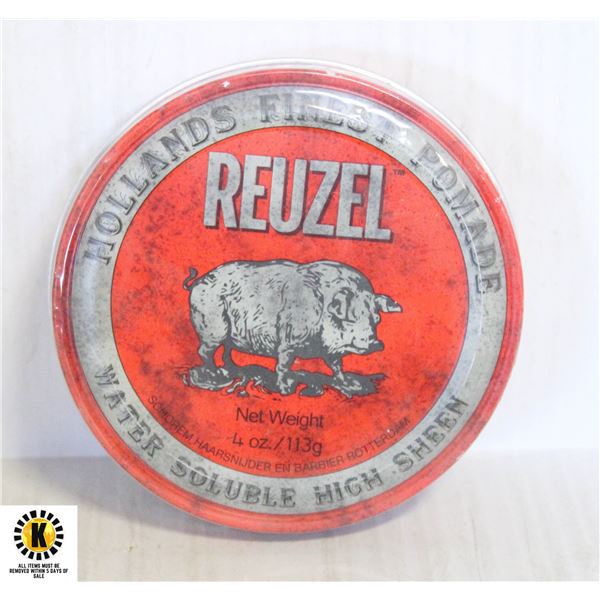 HOLLANDS FINEST POMADE
REUZEL™
Net Weight
4 oz./113g
SCHOREM HAARSNIJDER EN BARBIER ROTTERDAM
WATER SOLUBLE HIGH SHEEN
K
ALL ITEMS MUST BE
REMOVED WITHIN 5 DAYS OF
SALE